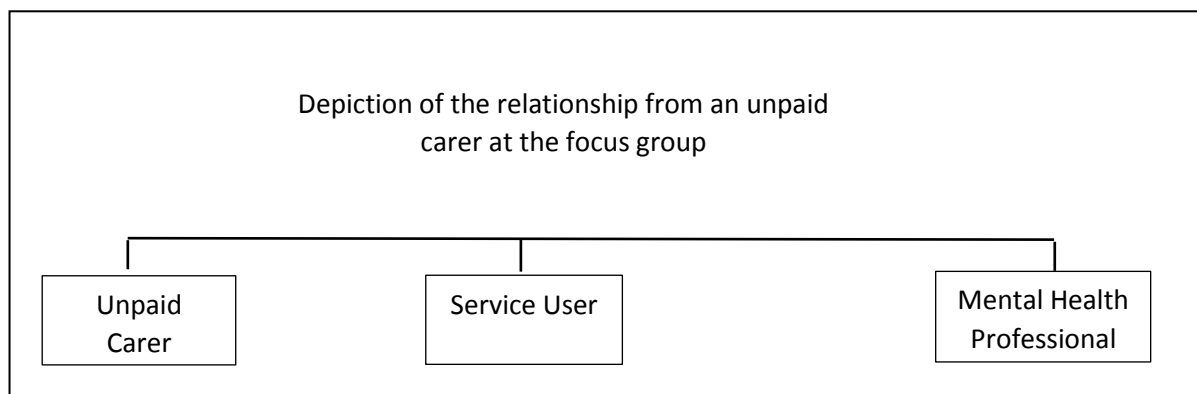 Depiction of the relationship from an unpaid
carer at the focus group
Unpaid
Carer
Service User
Mental Health
Professional